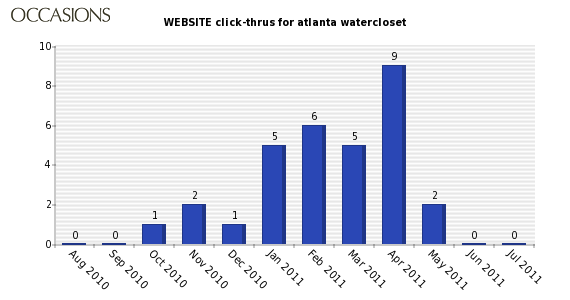 OCCASIONS
WEBSITE click-thrus for atlanta watercloset
10
8
6
4
2
0
0
0
1
2
1
5
6
5
9
2
0
0
Aug 2010
Sep 2010
Oct 2010
Nov 2010
Dec 2010
Jan 2011
Feb 2011
Mar 2011
Apr 2011
May 2011
Jun 2011
Jul 2011